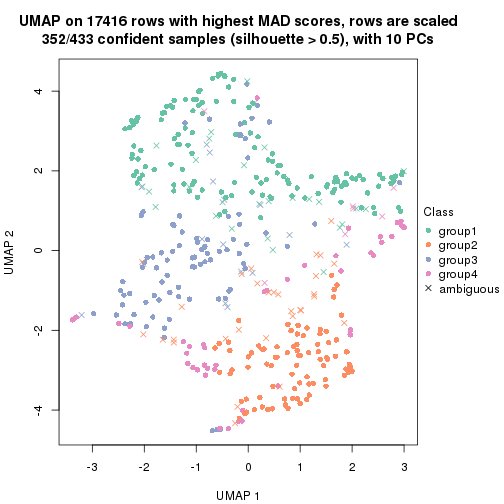 UMAP on 17416 rows with highest MAD scores, rows are scaled
352/433 confident samples (silhouette > 0.5), with 10 PCs
4
2
0
-2
-4
UMAP 2
-3
-2
-1
0
1
2
3
UMAP 1
Class
group1
group2
group3
group4
ambiguous